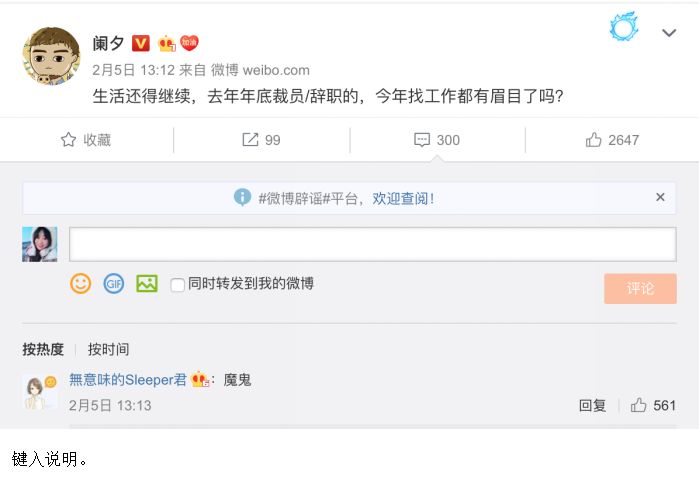 阑夕
2月5日 13:12 来自 微博 weibo.com
生活还得继续，去年年底裁员/辞职的，今年找工作都有眉目了吗？
收藏
99
300
2647
#微博辟谣#平台，欢迎查阅！
GIF
同时转发到我的微博
评论
按热度 按时间
無意味的Sleeper君：魔鬼
2月5日 13:13
回复
561
键入说明。